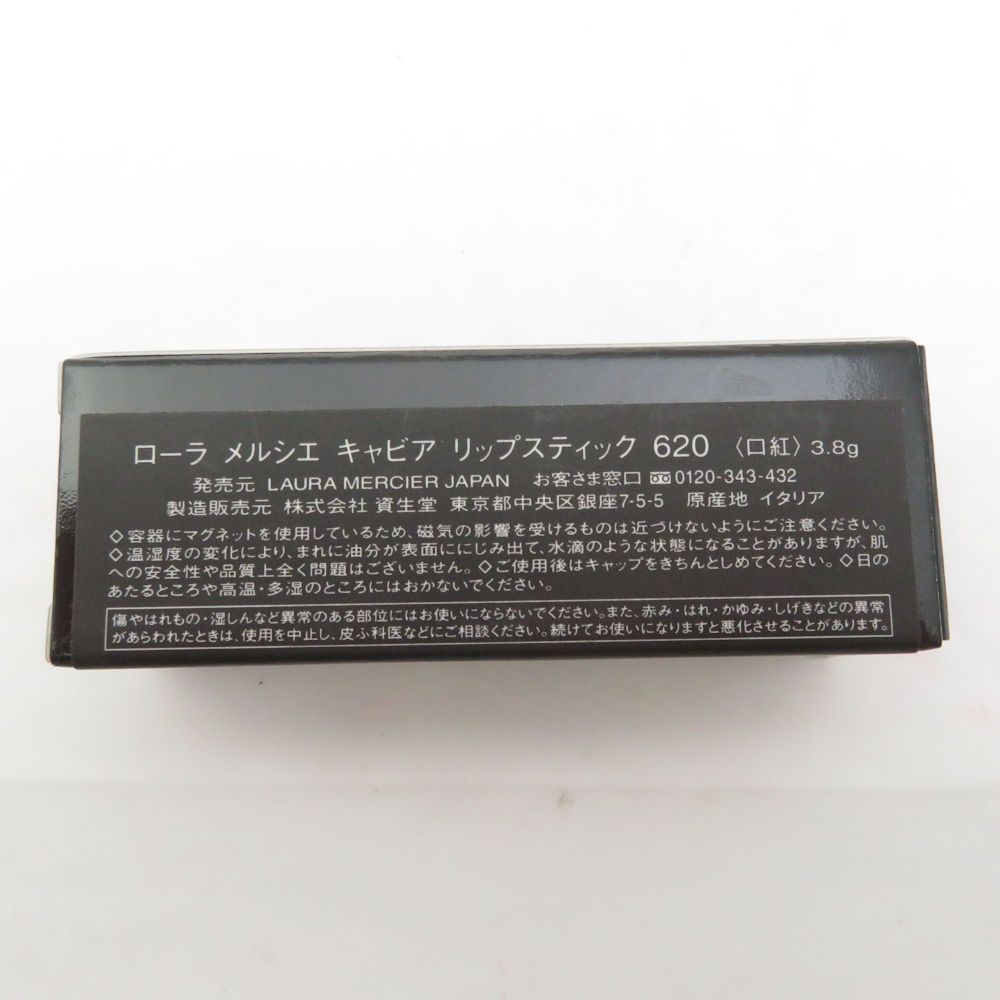 ローラ メルシエ キャビア リップスティック 620 〈口紅〉3.8g
発売元 LAURA MERCIER JAPAN お客さま窓口 0120-343-432
製造販売元 株式会社 資生堂 東京都中央区銀座7-5-5 原産地 イタリア
◇容器にマグネットを使用しているため、磁気の影響を受けるものは近づけないようにご注意ください。
◇温湿度の変化により、まれに油分が表面ににじみ出て、水滴のような状態になることがありますが、肌
への安全性や品質上全く問題はございません。◇ご使用後はキャップをきちんとしめてください。◇日の
あたるところや高温・多湿のところにはおかないでください。
傷やはれもの・湿しんなど異常のある部位にはお使いにならないでください。また、赤み・はれ・かゆみ・しげきなどの異常
があらわれたときは、使用を中止し、皮ふ科医などにご相談ください。続けてお使いになりますと悪化させることがあります。